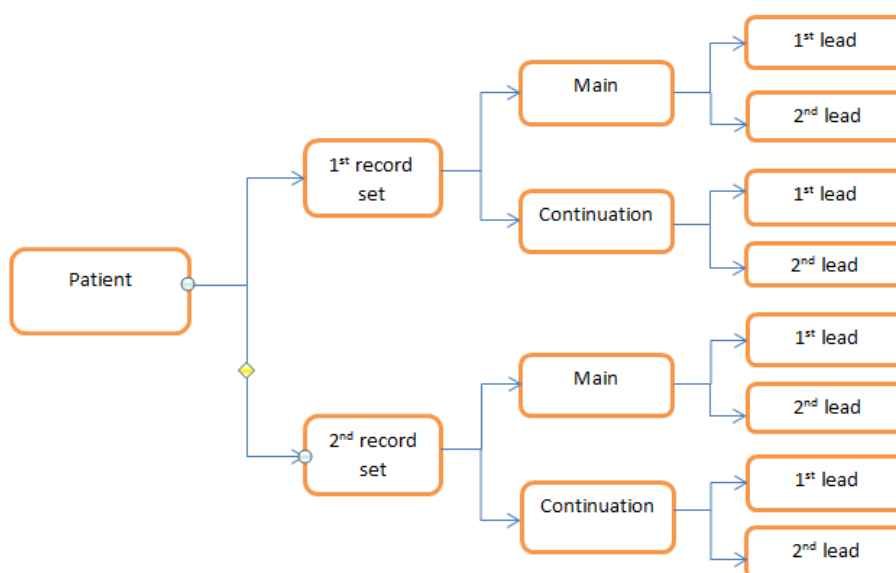 1st lead
Main
2nd lead
1st record
set
1st lead
Continuation
2nd lead
Patient
1st lead
Main
2nd lead
2nd record
set
1st lead
Continuation
2nd lead